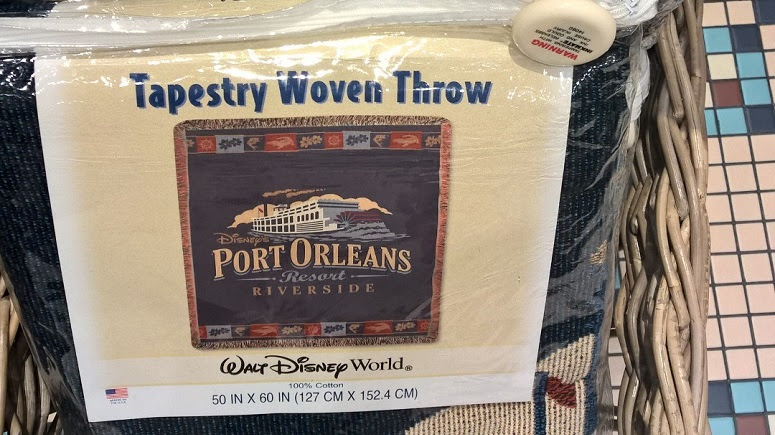 WARNING
INKMATE
Tapestry Woven Throw
DISNEY'S
PORT ORLEANS
Resort
RIVERSIDE
WALT DISNEY World®
100% Cotton
50 IN X 60 IN (127 CM X 152.4 CM)